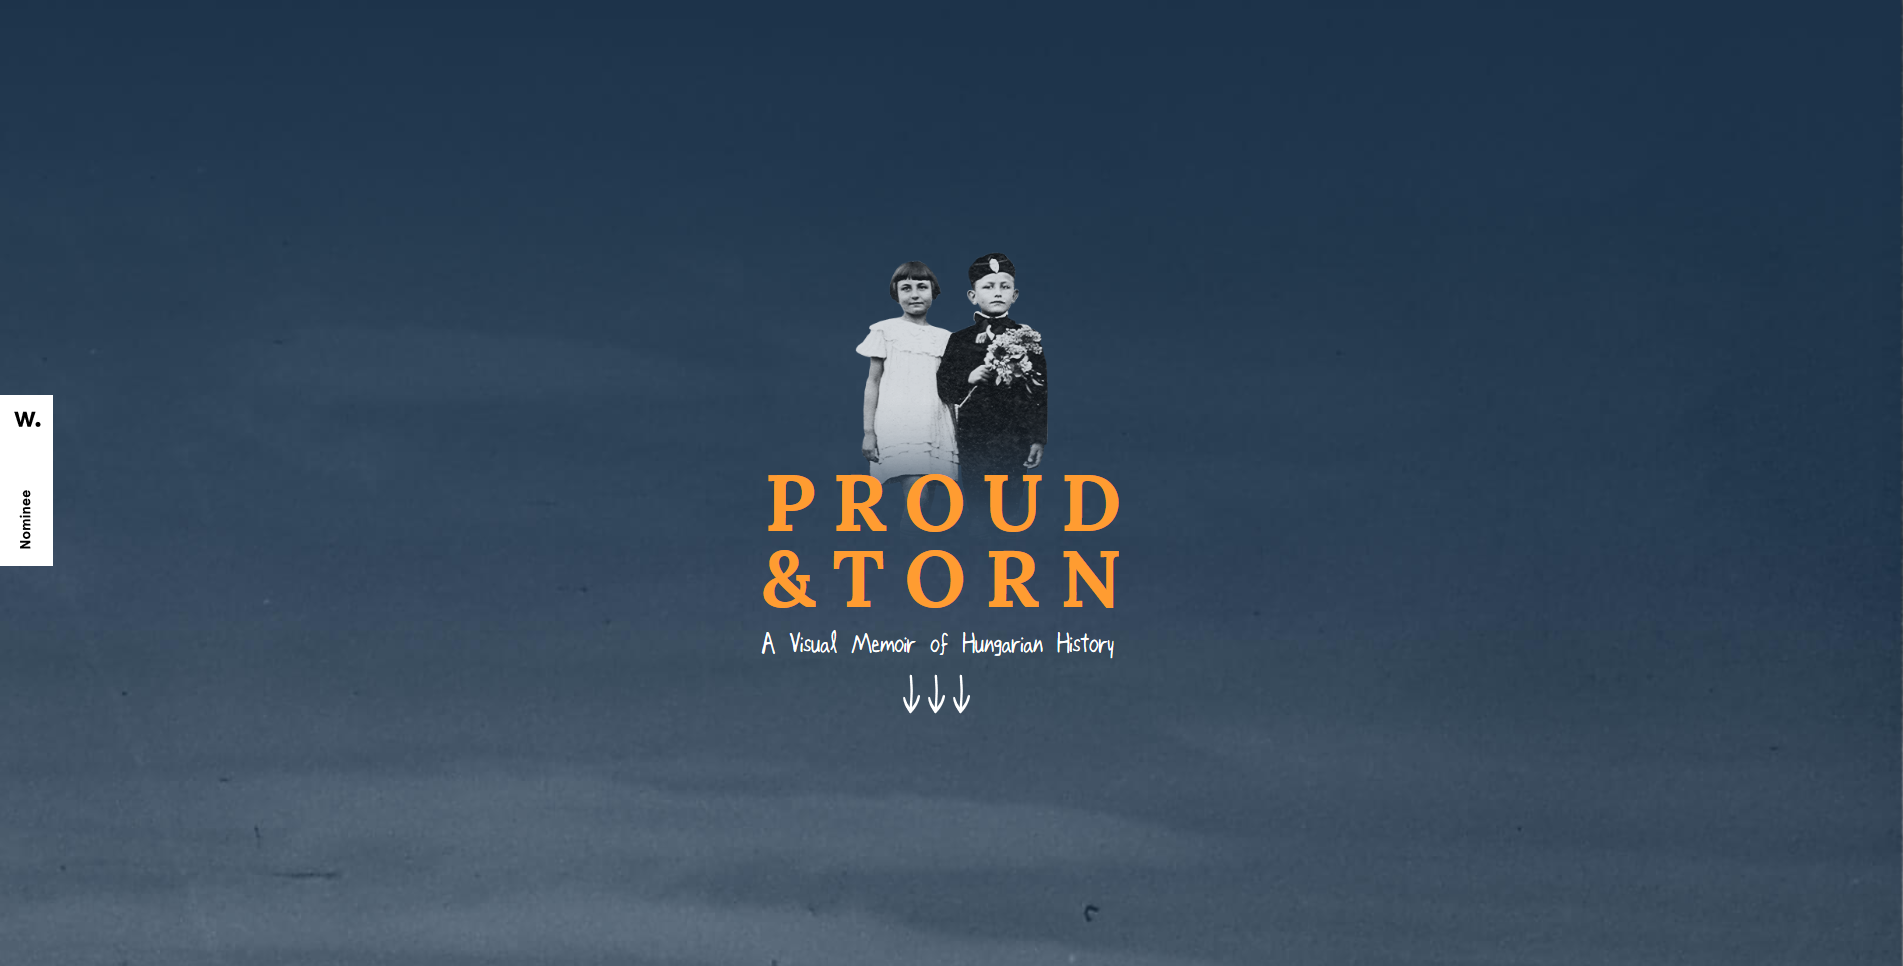 W.
Nominee
PROUD
&TORN
A Visual Memoir of Hungarian History